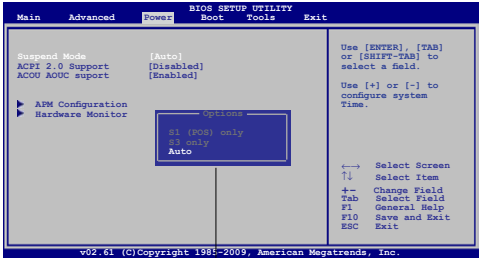 BIOS SETUP UTILITY
Main Advanced Power Boot Tools Exit
Suspend Mode [Auto]
ACPI 2.0 Support [Disabled]
ACOU AOUC suport [Enabled]
APM Configuration
Hardware Monitor
Options
S1 (POS) only
S3 only
Auto
Use [ENTER], [TAB]
or [SHIFT-TAB] to
select a field.
Use [+] or [-] to
configure system
Time.
←→ Select Screen
↑↓ Select Item
+- Change Field
Tab Select Field
F1 General Help
F10 Save and Exit
ESC Exit
v02.61 (C)Copyright 1985-2009, American Megatrends, Inc.